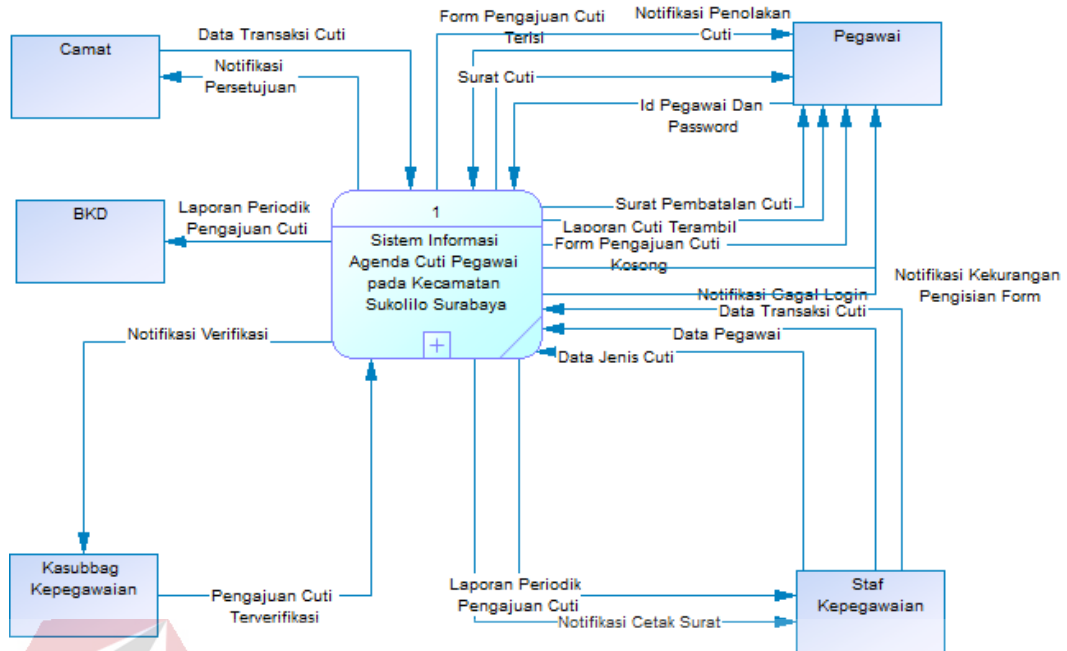 Form Pengajuan Cuti
Terisi
Notifikasi Penolakan
Cuti
Camat
Data Transaksi Cuti
Notifikasi
Persetujuan
Surat Cuti
Pegawai
Id Pegawai Dan
Password
BKD
Laporan Periodik
Pengajuan Cuti
1
Sistem Informasi
Agenda Cuti Pegawai
pada Kecamatan
Sukolilo Surabaya
Surat Pembatalan Cuti
Laporan Cuti Terambil
Form Pengajuan Cuti
Kosong
Notifikasi Kekurangan
Pengisian Form
Notifikasi Gagal Login
Data Transaksi Cuti
Data Pegawai
Data Jenis Cuti
Notifikasi Verifikasi
Kasubbag
Kepegawaian
Pengajuan Cuti
Terverifikasi
Laporan Periodik
Pengajuan Cuti
Notifikasi Cetak Surat
Staf
Kepegawaian